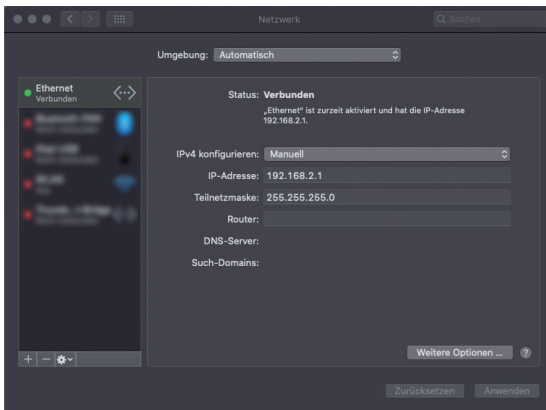 Netzwerk
Suchen
Umgebung: Automatisch
Ethernet
Verbunden
Status: Verbunden
„Ethernet" ist zurzeit aktiviert und hat die IP-Adresse
192.168.2.1.
IPv4 konfigurieren: Manuell
IP-Adresse: 192.168.2.1
Teilnetzmaske: 255.255.255.0
Router:
DNS-Server:
Such-Domains:
Weitere Optionen ... ?
Zurücksetzen Anwenden